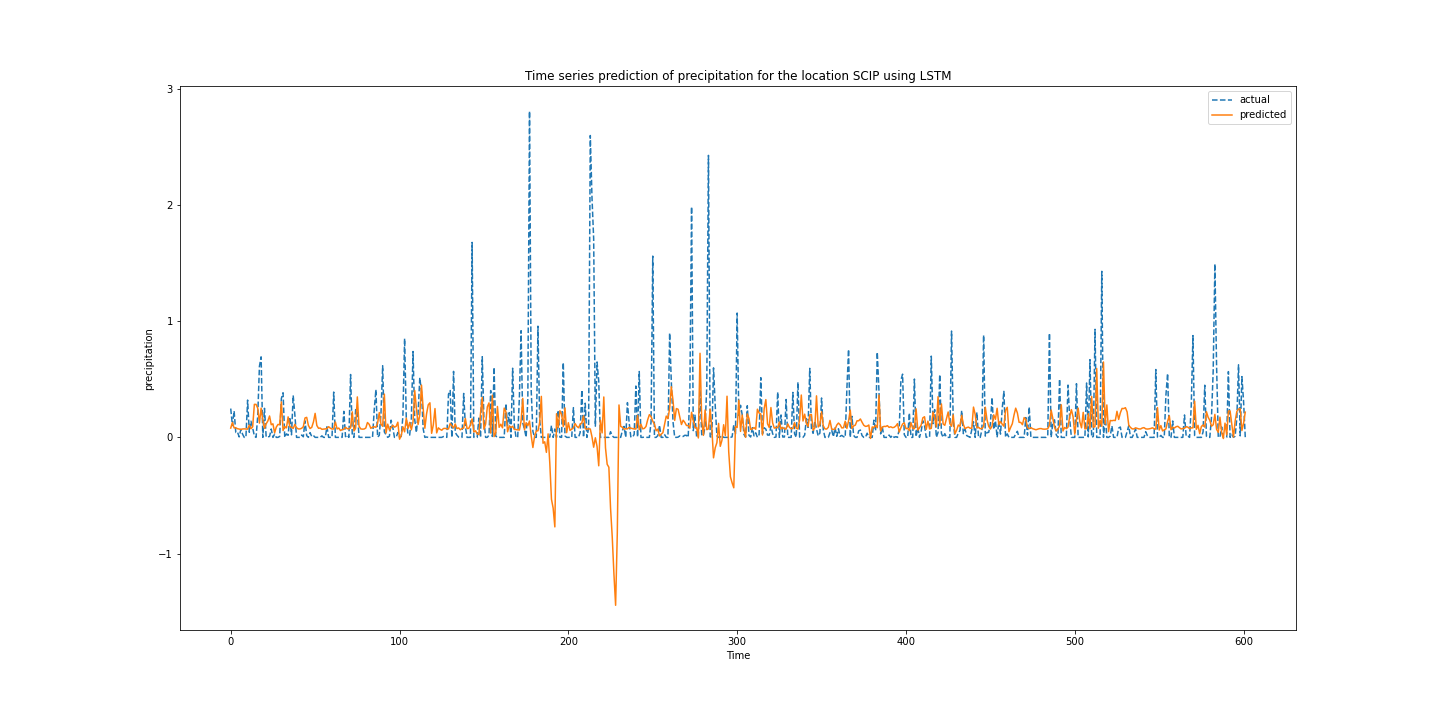 Time series prediction of precipitation for the location SCIP using LSTM
actual
predicted
3
2
1
0
−1
precipitation
0 100 200 300 400 500 600
Time